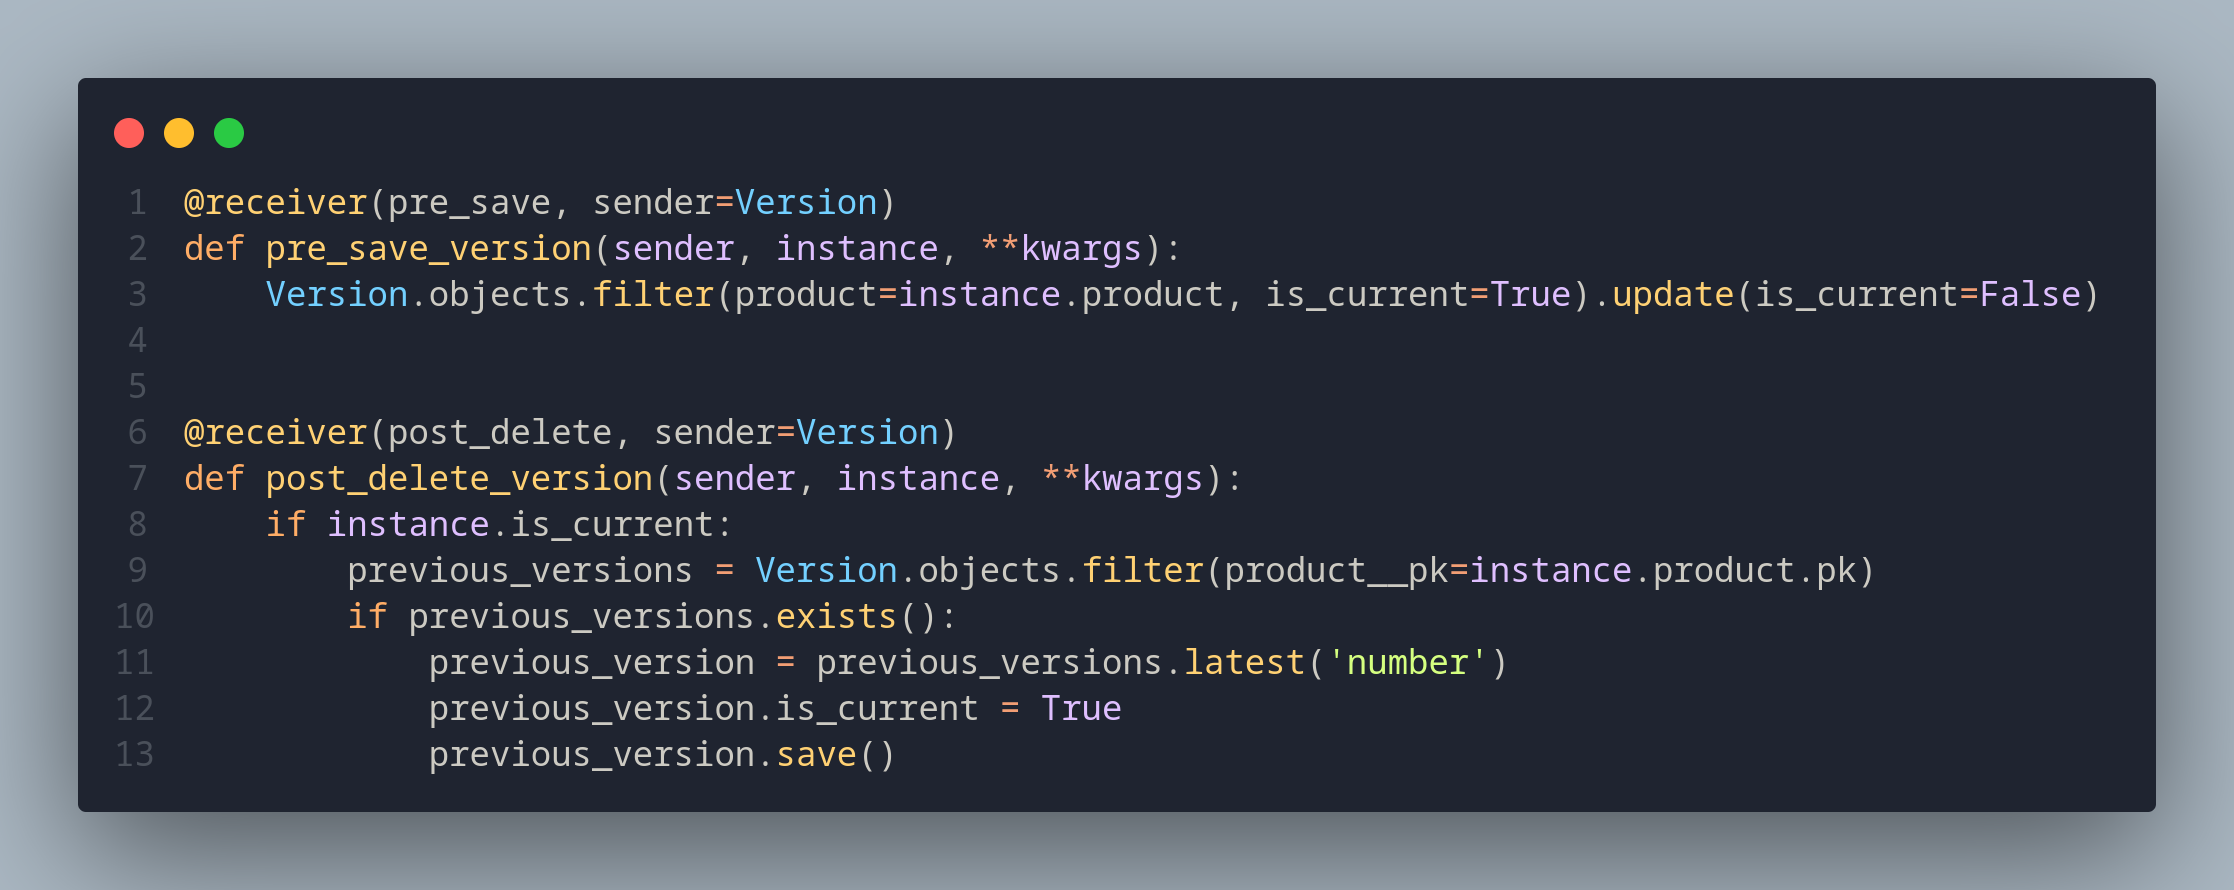 1 @receiver(pre_save, sender=Version)
2 def pre_save_version(sender, instance, **kwargs):
3     Version.objects.filter(product=instance.product, is_current=True).update(is_current=False)
4
5
6 @receiver(post_delete, sender=Version)
7 def post_delete_version(sender, instance, **kwargs):
8     if instance.is_current:
9         previous_versions = Version.objects.filter(product__pk=instance.product.pk)
10         if previous_versions.exists():
11             previous_version = previous_versions.latest('number')
12             previous_version.is_current = True
13             previous_version.save()